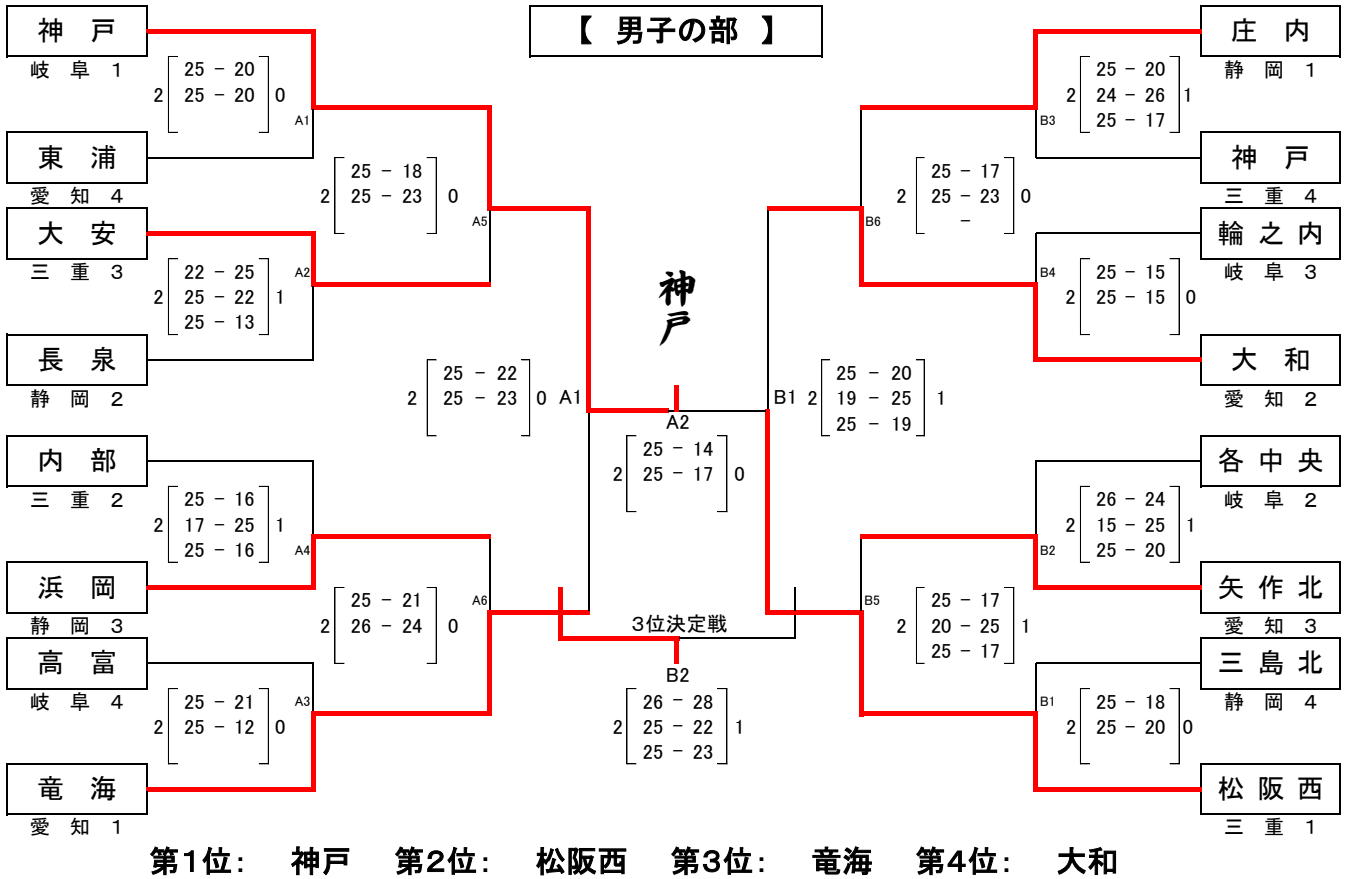 【 男子の部 】
神戸
岐阜1
2 25 - 20 0
25 - 20
A1
東浦
愛知4
2 25 - 18 0
25 - 23
A5
大安
三重3
2 22 - 25 1
25 - 22
25 - 13
A2
長泉
静岡2
2 25 - 22 0
25 - 23
A1
内部
三重2
2 25 - 16 1
17 - 25
25 - 16
A4
浜岡
静岡3
2 25 - 21 0
26 - 24
A6
高富
岐阜4
2 25 - 21 0
25 - 12
A3
竜海
愛知1
神戸
A2
2 25 - 14 0
25 - 17
3位決定戦
B2
2 26 - 28 1
25 - 22
25 - 23
庄内
静岡1
2 25 - 20 1
24 - 26
25 - 17
B3
神戸
三重4
2 25 - 17 0
25 - 23
-
B6
輪之内
岐阜3
B4
2 25 - 15 0
25 - 15
大和
愛知2
B1 2 25 - 20 1
19 - 25
25 - 19
各中央
岐阜2
2 26 - 24 1
15 - 25
25 - 20
B2
矢作北
愛知3
B5
2 25 - 17 1
20 - 25
25 - 17
三島北
静岡4
B1
2 25 - 18 0
25 - 20
松阪西
三重1
第1位： 神戸 第2位： 松阪西 第3位： 竜海 第4位： 大和